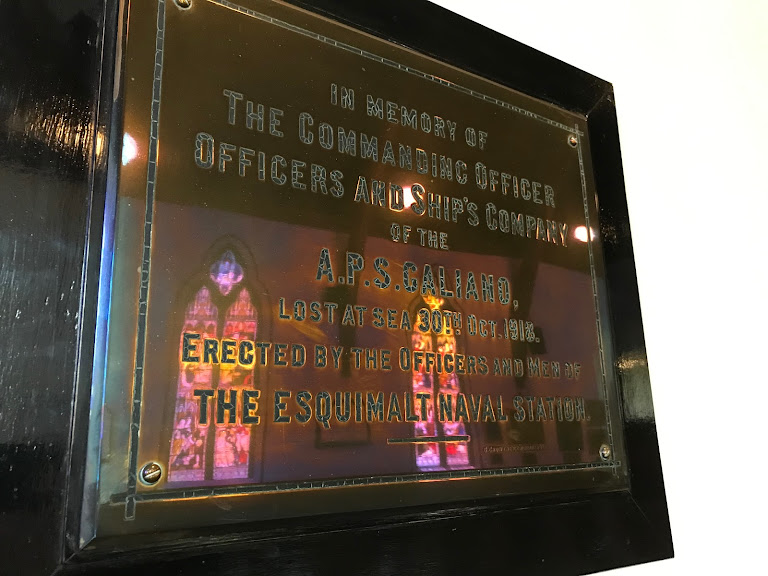 IN MEMORY OF
THE COMMANDING OFFICER
OFFICERS AND SHIP'S COMPANY
OF THE
A.P.S. GALIANO,
LOST AT SEA 30TH OCT. 1918.
ERECTED BY THE OFFICERS AND MEN OF
THE ESQUIMALT NAVAL STATION.